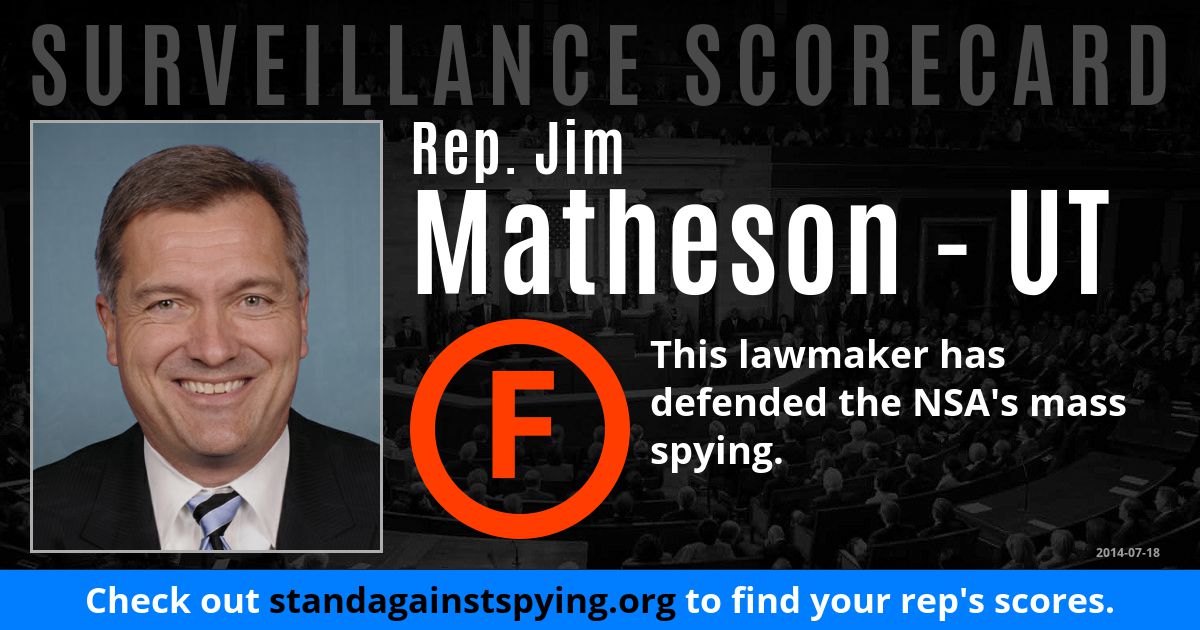 SURVEILLANCE SCORECARD
Rep. Jim
Matheson - UT
F
This lawmaker has
defended the NSA's mass
spying.
2014-07-18
Check out standagainstspying.org to find your rep's scores.